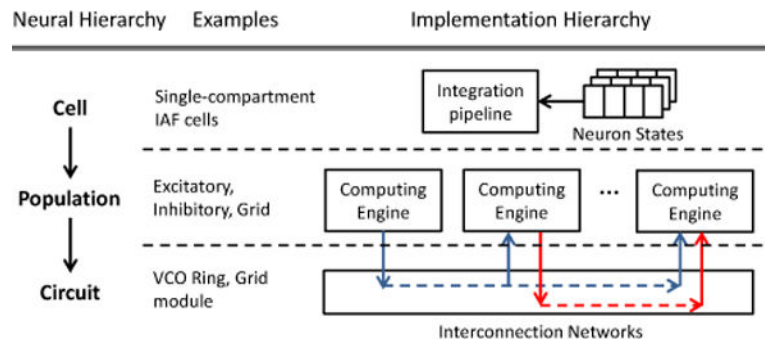 Neural Hierarchy Examples Implementation Hierarchy
Cell
Single-compartment
IAF cells
Integration
pipeline
Neuron States
Population
Excitatory,
Inhibitory, Grid
Computing
Engine
Computing
Engine
...
Computing
Engine
Circuit
VCO Ring, Grid
module
Interconnection Networks